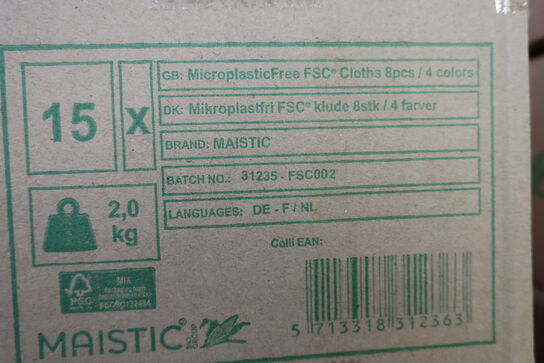 15 X
GB: MicroplasticFree FSC® Cloths 8pcs / 4 colors
DK: Mikroplastfri FSC® klude 8stk / 4 farver
BRAND: MAISTIC
BATCH NO.: 31235 - FSC002
LANGUAGES: DE - F / NL
2,0
kg
Colli EAN:
FSC
MIX
5 713318 312363
MAISTIC®